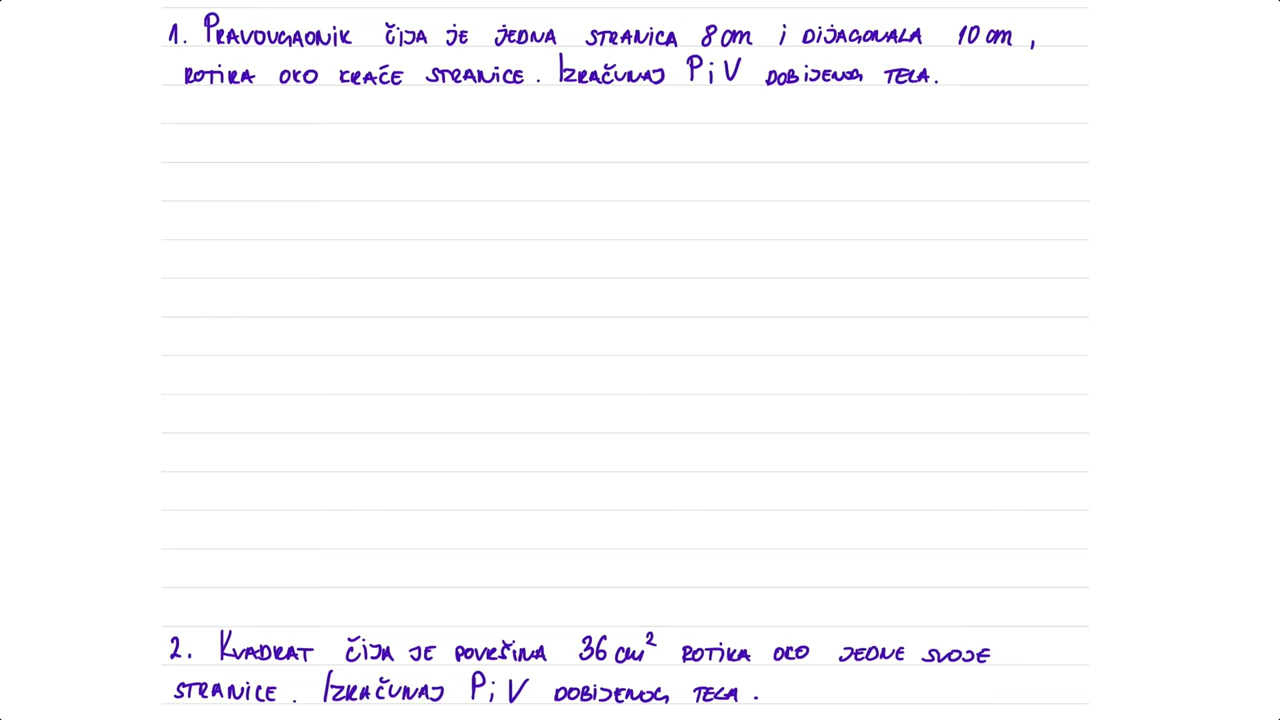 1. PRAVOUGAONIK ČIJA JE JEDNA STRANICA 8 cm i DIJAGONALA 10 cm,
ROTIRA OKO KRAĆE STRANICE. IZRAČUNAJ P i V DOBIJENOG TELA.
2. KVADRAT ČIJA JE POVRŠINA 36 cm² ROTIRA OKO JEDNE SVOJE
STRANICE. IZRAČUNAJ P i V DOBIJENOG TELA.